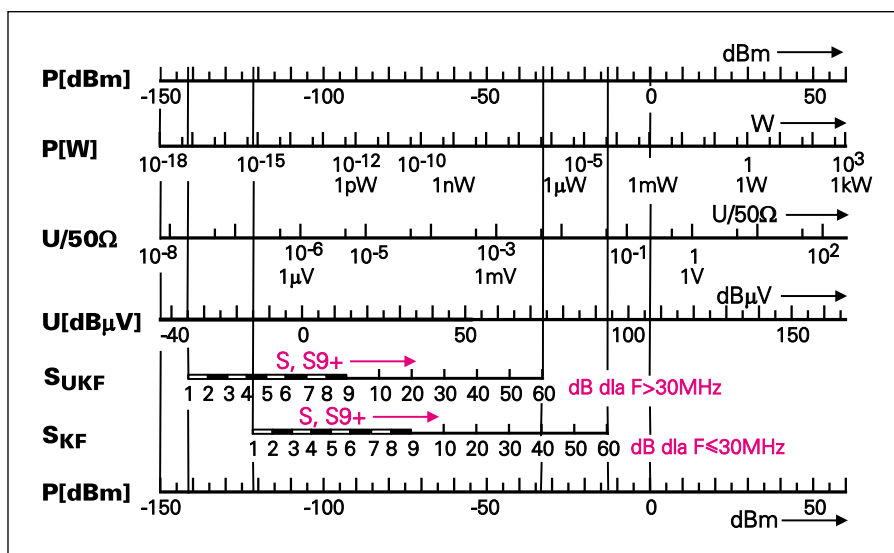 dBm
P[dBm]
-150 -100 -50 0 50
W
P[W]
10-18 10-15 10-12 10-10 10-5 1 103
1pW 1nW 1µW 1mW 1W 1kW
U/50Ω
U/50Ω
10-8 10-6 10-5 10-3 10-1 1 102
1µV 1mV 1V
dBµV
U[dBµV]
-40 0 50 100 150
S, S9+
SUKF
1 2 3 4 5 6 7 8 9 10 20 30 40 50 60 dB dla F>30MHz
S, S9+
SKF
1 2 3 4 5 6 7 8 9 10 20 30 40 50 60 dB dla F⩽30MHz
P[dBm]
-150 -100 -50 0 50
dBm